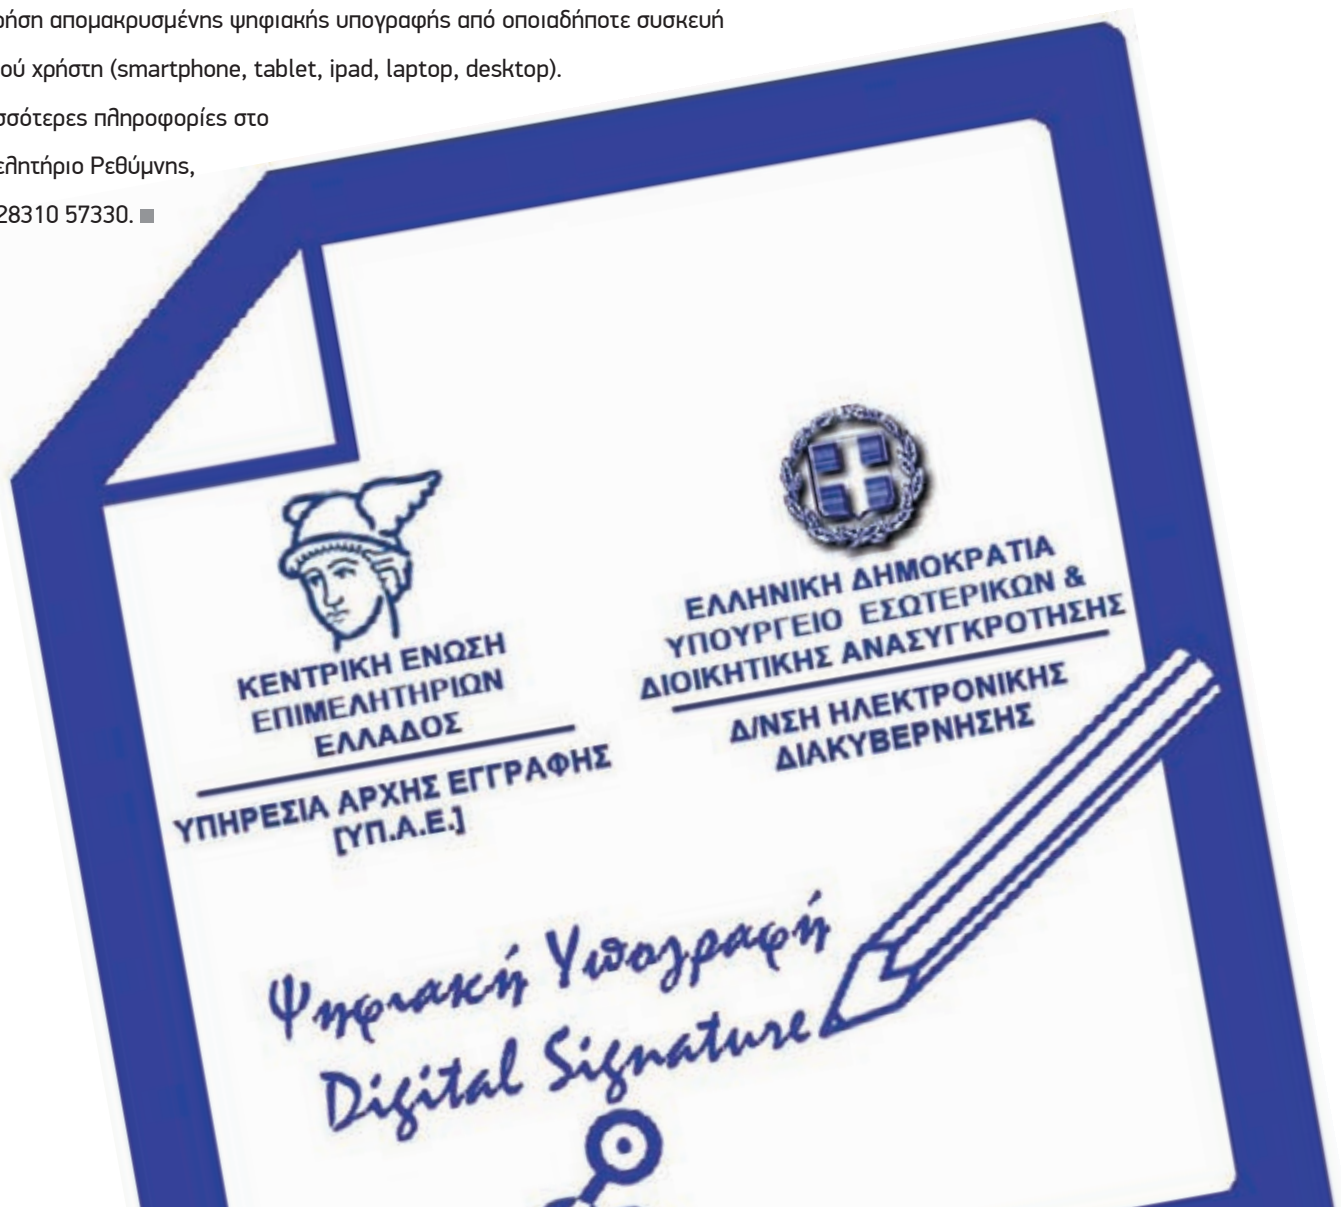 ρήση απομακρυσμένης ψηφιακής υπογραφής από οποιαδήποτε συσκευή
ού χρήστη (smartphone, tablet, ipad, laptop, desktop).
σσότερες πληροφορίες στο
ελητήριο Ρεθύμνης,
28310 57330.
ΚΕΝΤΡΙΚΗ ΕΝΩΣΗ
ΕΠΙΜΕΛΗΤΗΡΙΩΝ
ΕΛΛΑΔΟΣ
ΥΠΗΡΕΣΙΑ ΑΡΧΗΣ ΕΓΓΡΑΦΗΣ
[ΥΠ.Α.Ε.]
ΕΛΛΗΝΙΚΗ ΔΗΜΟΚΡΑΤΙΑ
ΥΠΟΥΡΓΕΙΟ ΕΣΩΤΕΡΙΚΩΝ &
ΔΙΟΙΚΗΤΙΚΗΣ ΑΝΑΣΥΓΚΡΟΤΗΣΗΣ
Δ/ΝΣΗ ΗΛΕΚΤΡΟΝΙΚΗΣ
ΔΙΑΚΥΒΕΡΝΗΣΗΣ
Ψηφιακή Υπογραφή
Digital Signature